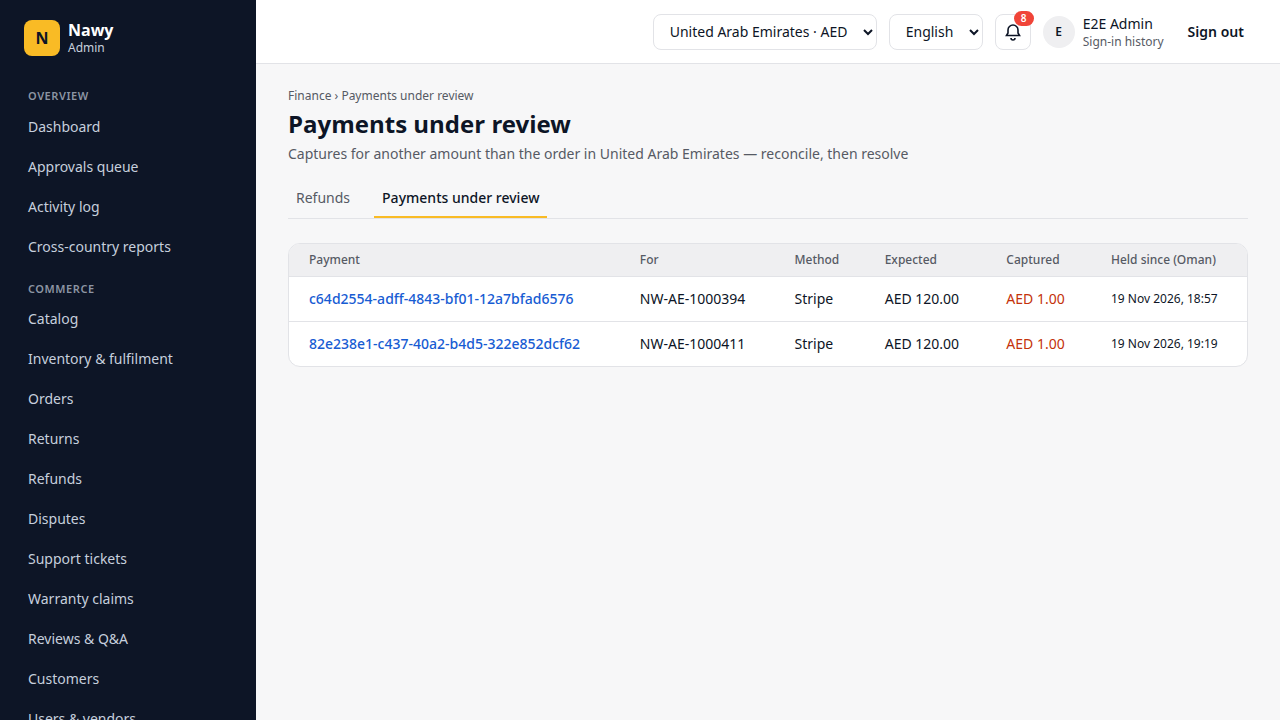 N
Nawy
Admin
United Arab Emirates · AED
English
8
E
E2E Admin
Sign-in history
Sign out
OVERVIEW
Dashboard
Approvals queue
Activity log
Cross-country reports
COMMERCE
Catalog
Inventory & fulfilment
Orders
Returns
Refunds
Disputes
Support tickets
Warranty claims
Reviews & Q&A
Customers
Users & vendors
Finance › Payments under review
Payments under review
Captures for another amount than the order in United Arab Emirates — reconcile, then resolve
Refunds Payments under review
Payment For Method Expected Captured Held since (Oman)
c64d2554-adff-4843-bf01-12a7bfad6576 NW-AE-1000394 Stripe AED 120.00 AED 1.00 19 Nov 2026, 18:57
82e238e1-c437-40a2-b4d5-322e852dcf62 NW-AE-1000411 Stripe AED 120.00 AED 1.00 19 Nov 2026, 19:19